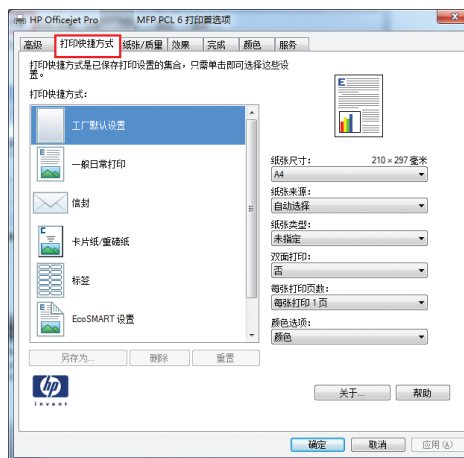 HP Officejet Pro MFP PCL 6 打印首选项
高级 打印快捷方式 纸张/质量 效果 完成 颜色 服务
打印快捷方式是已保存打印设置的集合，只需单击即可选择这些设
置。
打印快捷方式：
工厂默认设置
一般日常打印
信封
卡片纸/重磅纸
标签
EcoSMART 设置
另存为... 删除 重置
E
纸张尺寸： 210 × 297 毫米
A4
纸张来源：
自动选择
纸张类型：
未指定
双面打印：
否
每张打印页数：
每张打印 1 页
颜色选项：
颜色
hp
invent
关于... 帮助
确定 取消 应用(A)